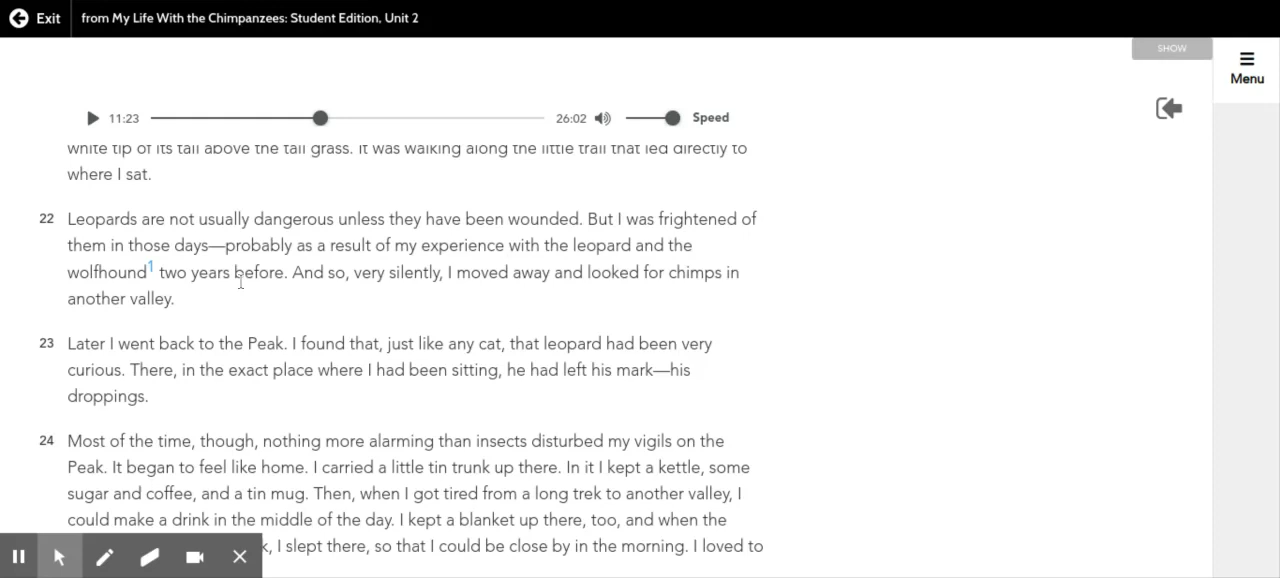 Exit
from My Life With the Chimpanzees: Student Edition, Unit 2
SHOW
Menu
11:23
26:02
Speed
white tip of its tail above the tall grass. It was walking along the little trail that led directly to
where I sat.
22 Leopards are not usually dangerous unless they have been wounded. But I was frightened of
them in those days—probably as a result of my experience with the leopard and the
wolfhound1 two years before. And so, very silently, I moved away and looked for chimps in
another valley.
23 Later I went back to the Peak. I found that, just like any cat, that leopard had been very
curious. There, in the exact place where I had been sitting, he had left his mark—his
droppings.
24 Most of the time, though, nothing more alarming than insects disturbed my vigils on the
Peak. It began to feel like home. I carried a little tin trunk up there. In it I kept a kettle, some
sugar and coffee, and a tin mug. Then, when I got tired from a long trek to another valley, I
could make a drink in the middle of the day. I kept a blanket up there, too, and when the
k, I slept there, so that I could be close by in the morning. I loved to